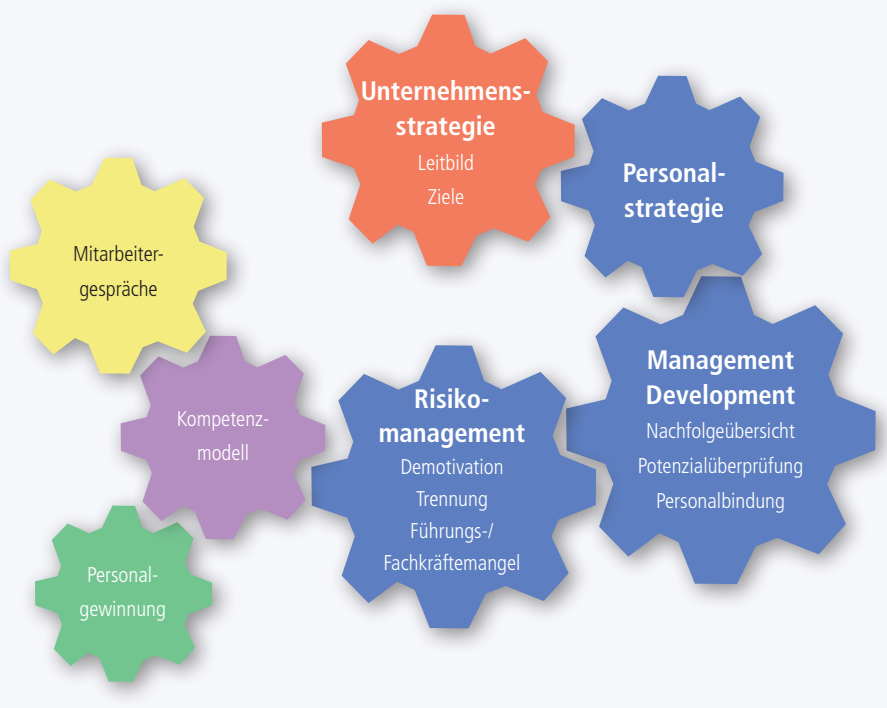 Unternehmens-
strategie
Leitbild
Ziele
Personal-
strategie
Mitarbeiter-
gespräche
Management
Development
Nachfolgeübersicht
Potenzialüberprüfung
Personalbindung
Risiko-
management
Demotivation
Trennung
Führungs-/
Fachkräftemangel
Kompetenz-
modell
Personal-
gewinnung